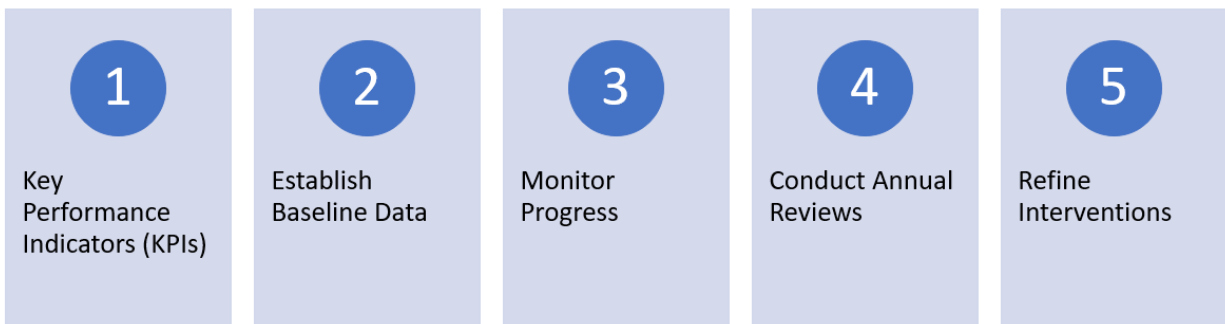 1
Key
Performance
Indicators (KPIs)
2
Establish
Baseline Data
3
Monitor
Progress
4
Conduct Annual
Reviews
5
Refine
Interventions